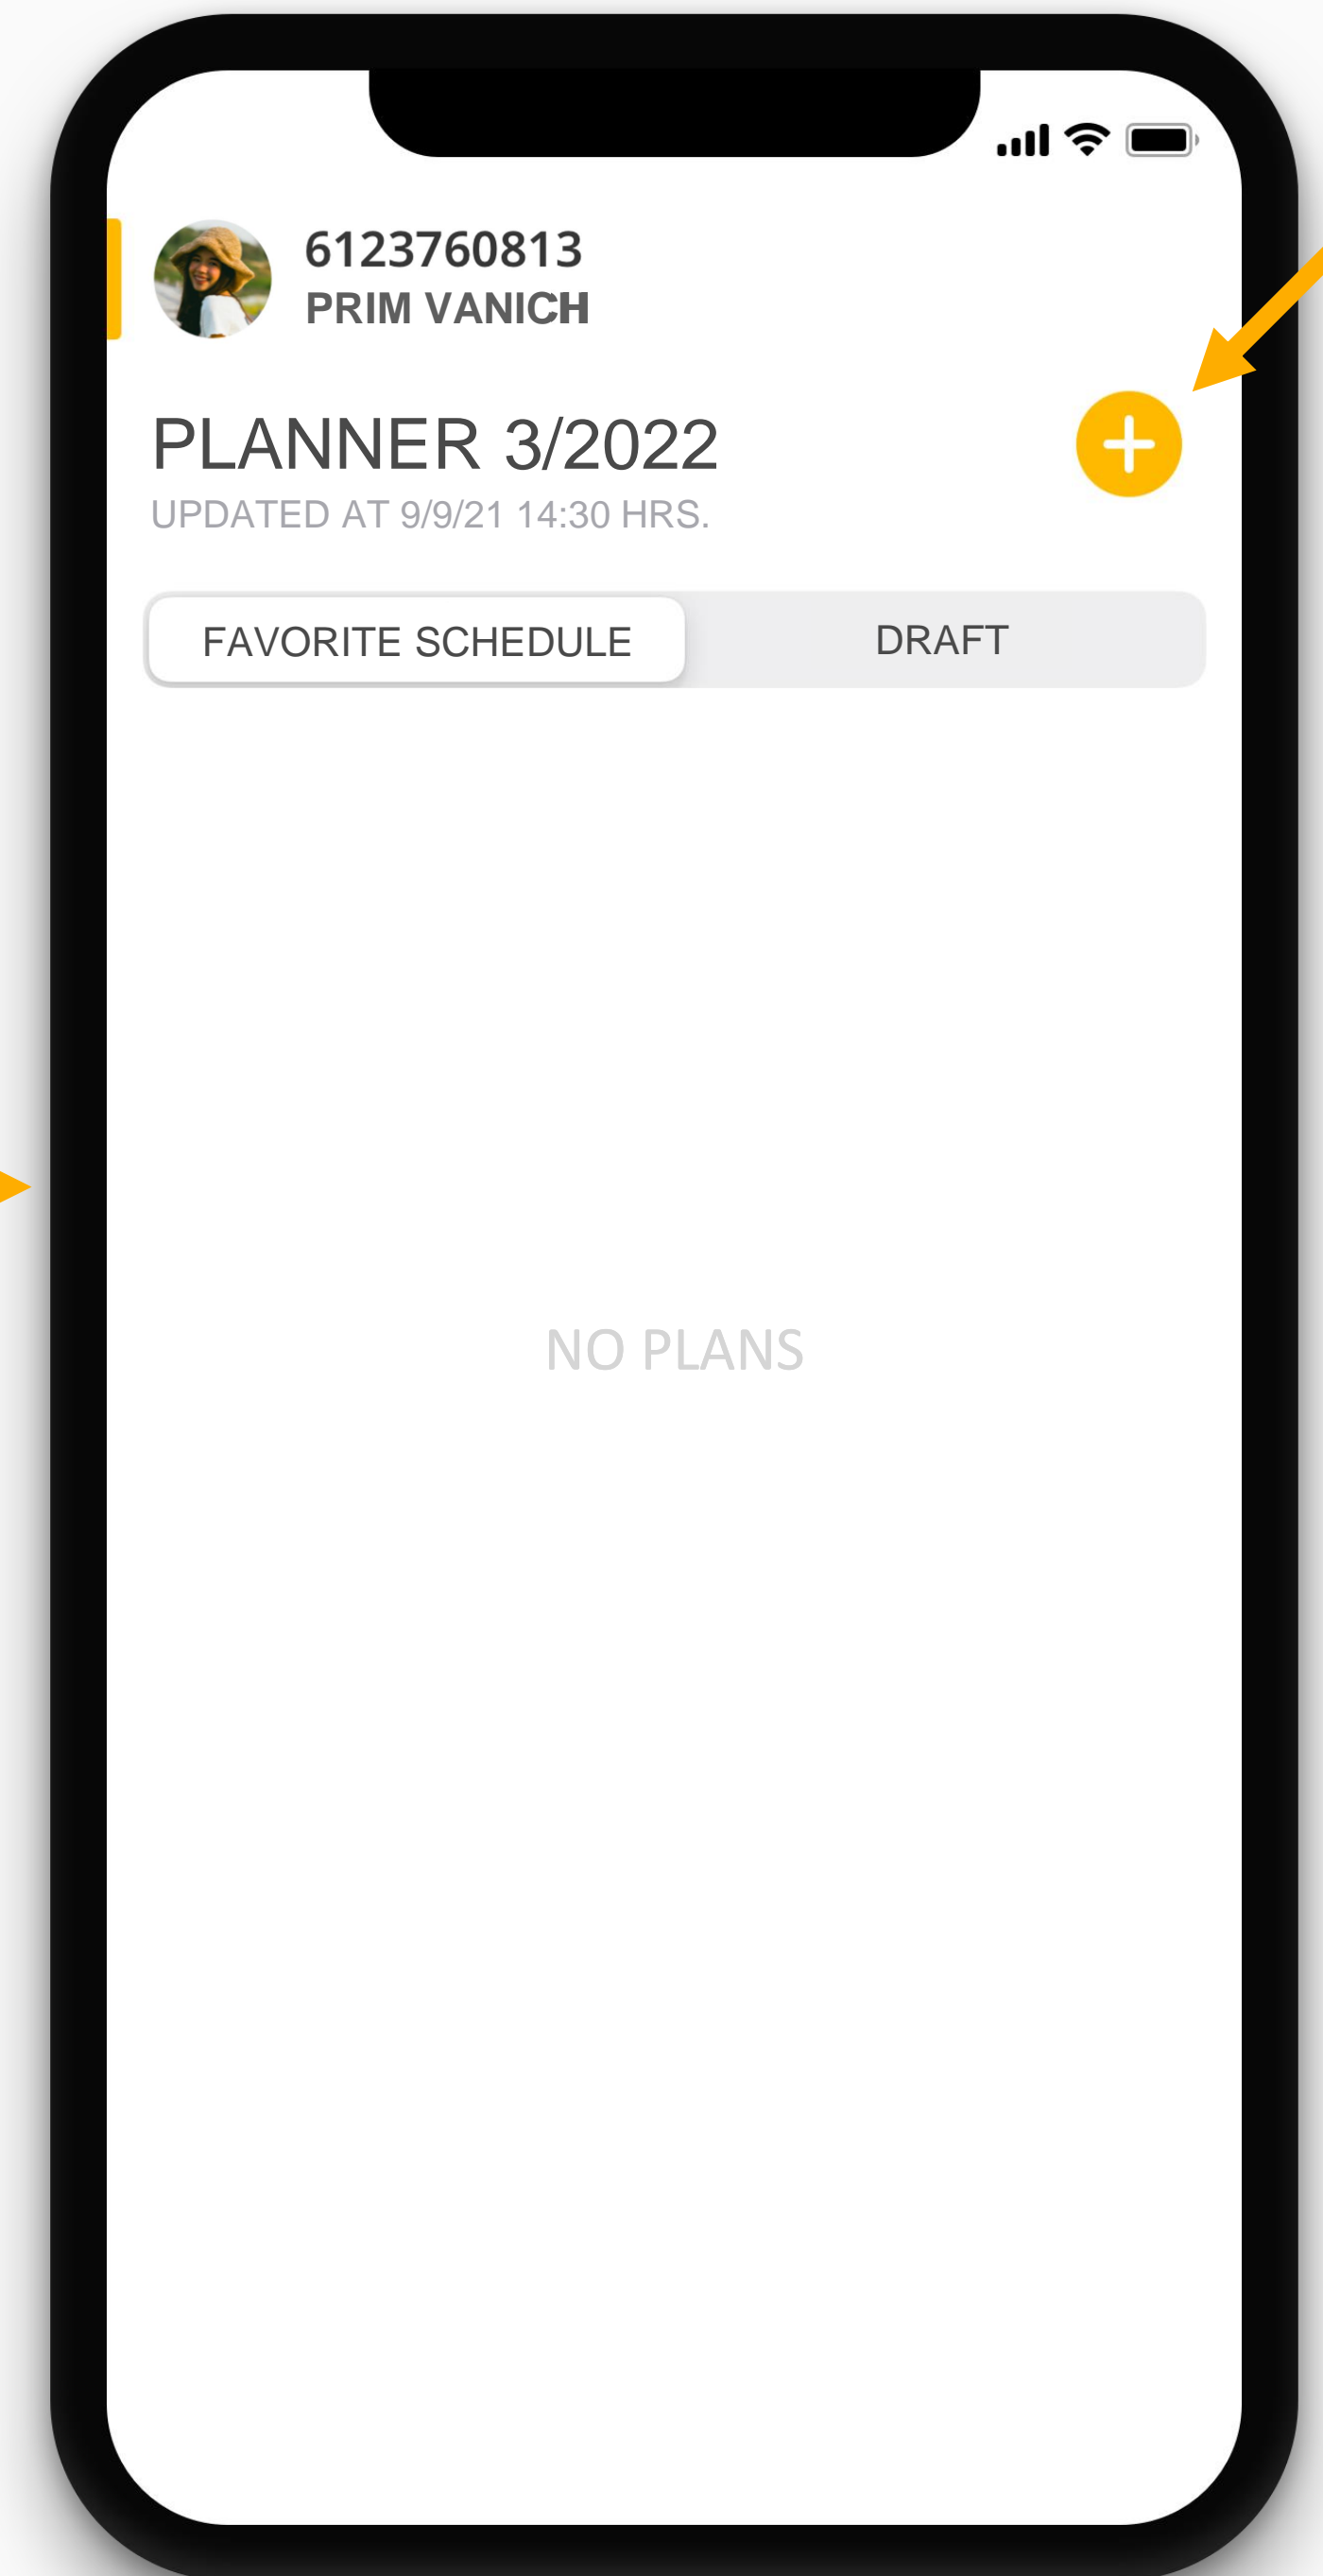 6123760813
PRIM VANICH
PLANNER 3/2022
UPDATED AT 9/9/21 14:30 HRS.
FAVORITE SCHEDULE
DRAFT
NO PLANS